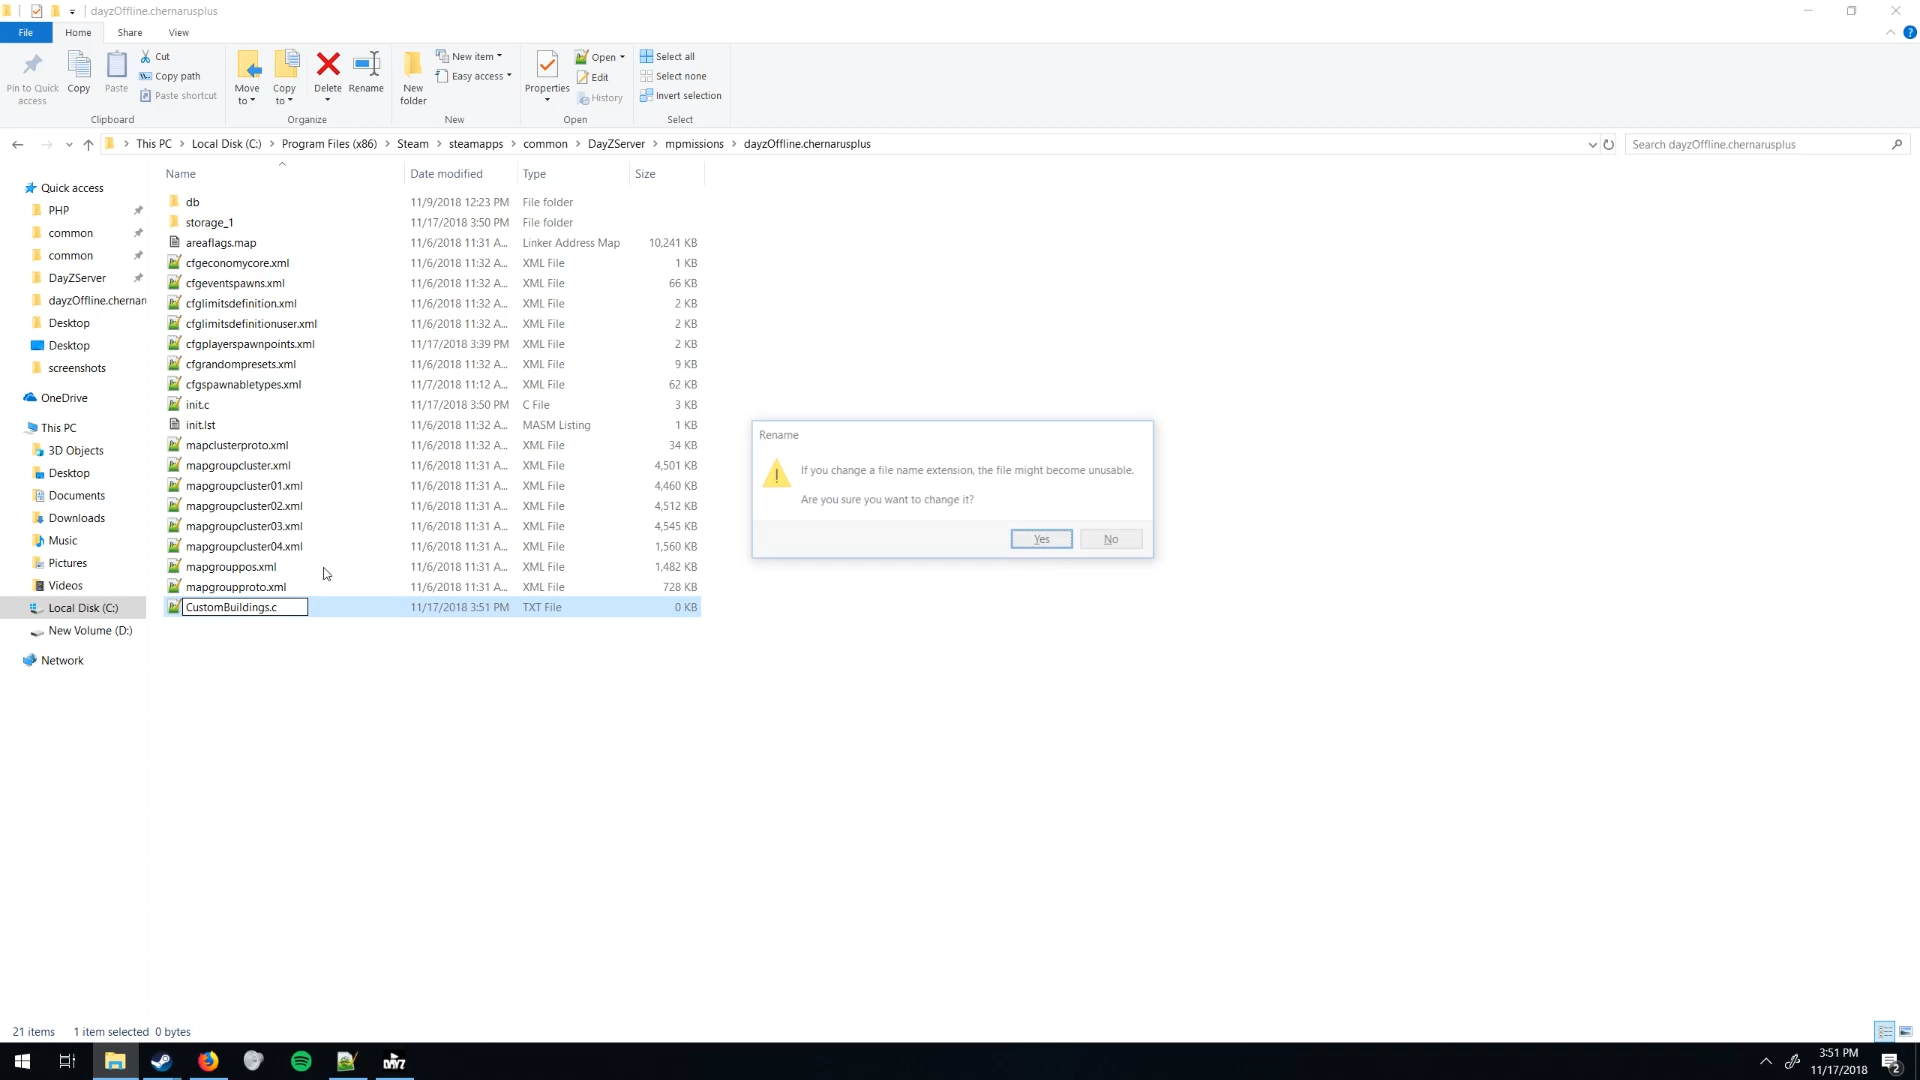 dayzOffline.chernarusplus
File Home Share View
Pin to Quick access
Copy
Paste
Cut
Copy path
Paste shortcut
Clipboard
Move to
Copy to
Delete
Rename
Organize
New folder
New item
Easy access
New
Properties
Open
Edit
History
Open
Select all
Select none
Invert selection
Select
This PC > Local Disk (C:) > Program Files (x86) > Steam > steamapps > common > DayZServer > mpmissions > dayzOffline.chernarusplus
Search dayzOffline.chernarusplus
Name Date modified Type Size
Quick access
PHP
common
common
DayZServer
dayzOffline.chernar
Desktop
Desktop
screenshots
OneDrive
This PC
3D Objects
Desktop
Documents
Downloads
Music
Pictures
Videos
Local Disk (C:)
New Volume (D:)
Network
db 11/9/2018 12:23 PM File folder
storage_1 11/17/2018 3:50 PM File folder
areaflags.map 11/6/2018 11:31 A... Linker Address Map 10,241 KB
cfgeconomycore.xml 11/6/2018 11:32 A... XML File 1 KB
cfgeventspawns.xml 11/6/2018 11:32 A... XML File 66 KB
cfglimitsdefinition.xml 11/6/2018 11:32 A... XML File 2 KB
cfglimitsdefinitionuser.xml 11/6/2018 11:32 A... XML File 2 KB
cfgplayerspawnpoints.xml 11/17/2018 3:39 PM XML File 2 KB
cfgrandompresets.xml 11/6/2018 11:32 A... XML File 9 KB
cfgspawnabletypes.xml 11/7/2018 11:12 A... XML File 62 KB
init.c 11/17/2018 3:50 PM C File 3 KB
init.lst 11/6/2018 11:32 A... MASM Listing 1 KB
mapclusterproto.xml 11/6/2018 11:32 A... XML File 34 KB
mapgroupcluster.xml 11/6/2018 11:31 A... XML File 4,501 KB
mapgroupcluster01.xml 11/6/2018 11:31 A... XML File 4,460 KB
mapgroupcluster02.xml 11/6/2018 11:31 A... XML File 4,512 KB
mapgroupcluster03.xml 11/6/2018 11:31 A... XML File 4,545 KB
mapgroupcluster04.xml 11/6/2018 11:31 A... XML File 1,560 KB
mapgrouppos.xml 11/6/2018 11:31 A... XML File 1,482 KB
mapgroupproto.xml 11/6/2018 11:31 A... XML File 728 KB
CustomBuildings.c 11/17/2018 3:51 PM TXT File 0 KB
Rename
If you change a file name extension, the file might become unusable.
Are you sure you want to change it?
Yes No
21 items 1 item selected 0 bytes
DAYZ
3:51 PM
11/17/2018
2